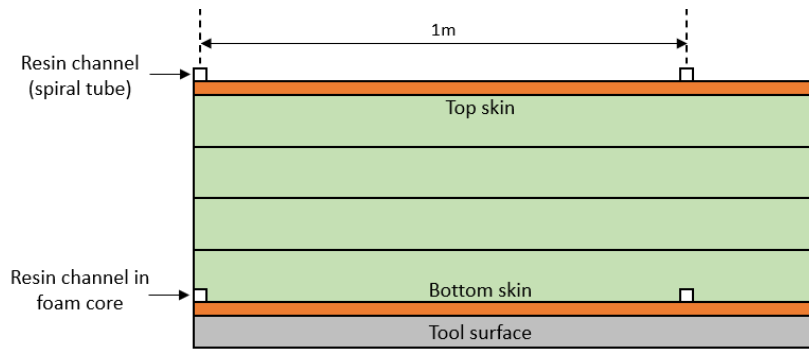 1m
Resin channel
(spiral tube)
Top skin
Resin channel in
foam core
Bottom skin
Tool surface